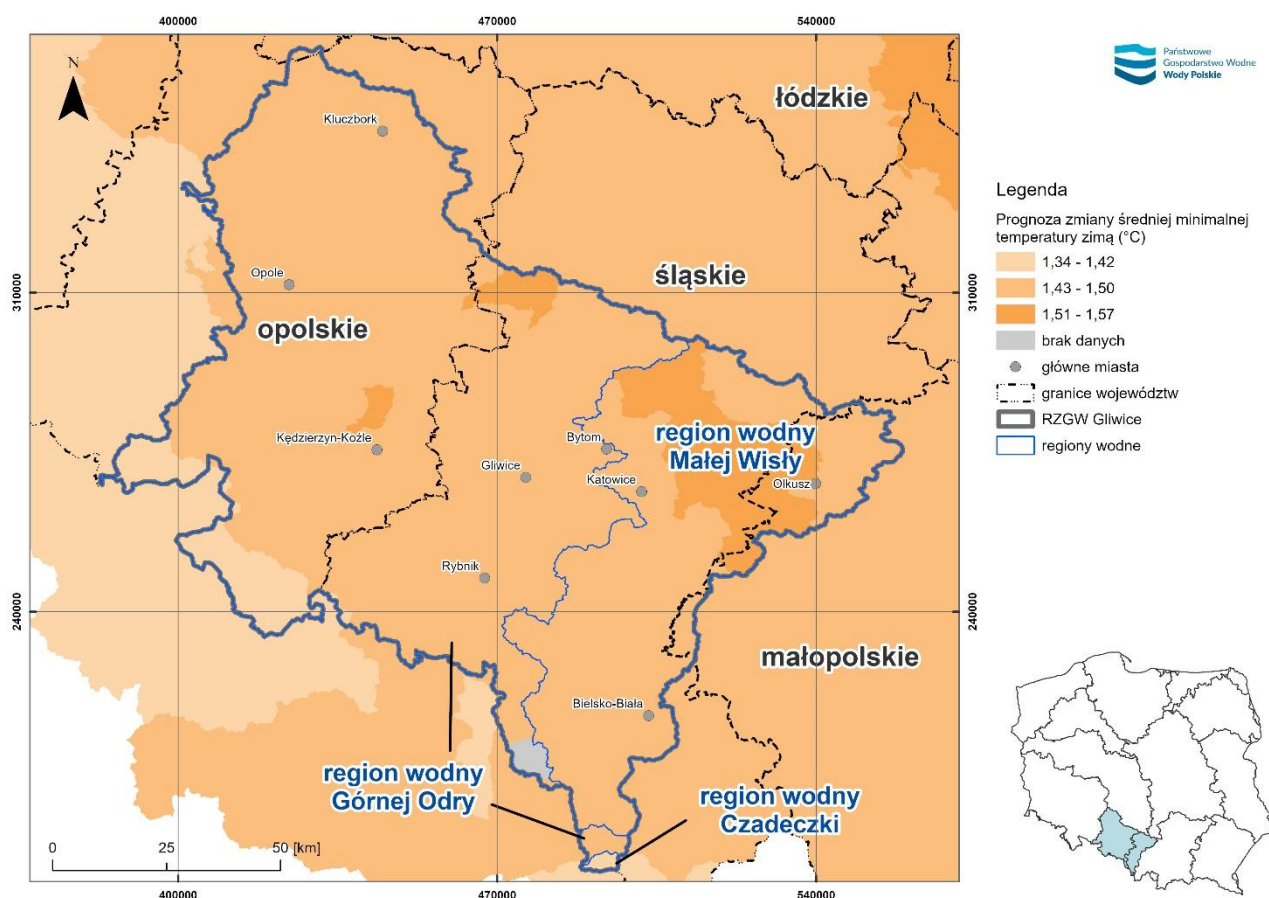 400000
470000
540000
Państwowe
Gospodarstwo Wodne
Wody Polskie
N
łódzkie
Kluczbork
Legenda
Prognoza zmiany średniej minimalnej
temperatury zimą (°C)
1,34 - 1,42
1,43 - 1,50
1,51 - 1,57
brak danych
główne miasta
granice województw
RZGW Gliwice
regiony wodne
310000
310000
Opole
śląskie
opolskie
Kędzierzyn-Koźle
Bytom
region wodny
Małej Wisły
Gliwice
Katowice
Olkusz
Rybnik
240000
240000
małopolskie
Bielsko-Biała
region wodny
Górnej Odry
region wodny
Czadeczki
0
25
50 [km]
400000
470000
540000